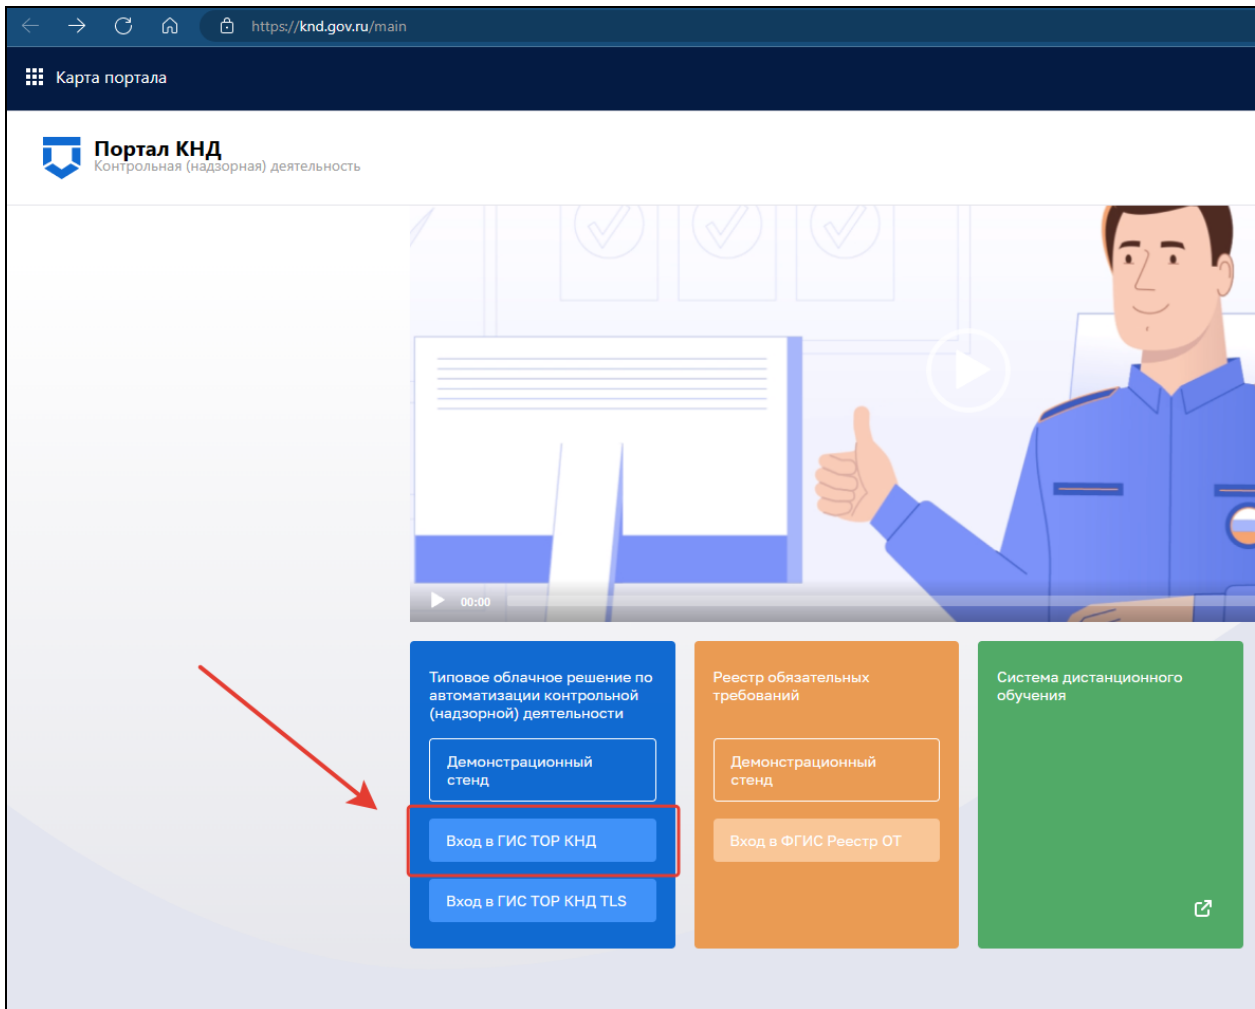 https://knd.gov.ru/main
Карта портала
Портал КНД
Контрольная (надзорная) деятельность
00:00
Типовое облачное решение по
автоматизации контрольной
(надзорной) деятельности
Демонстрационный
стенд
Вход в ГИС ТОР КНД
Вход в ГИС ТОР КНД TLS
Реестр обязательных
требований
Демонстрационный
стенд
Вход в ФГИС Реестр ОТ
Система дистанционного
обучения